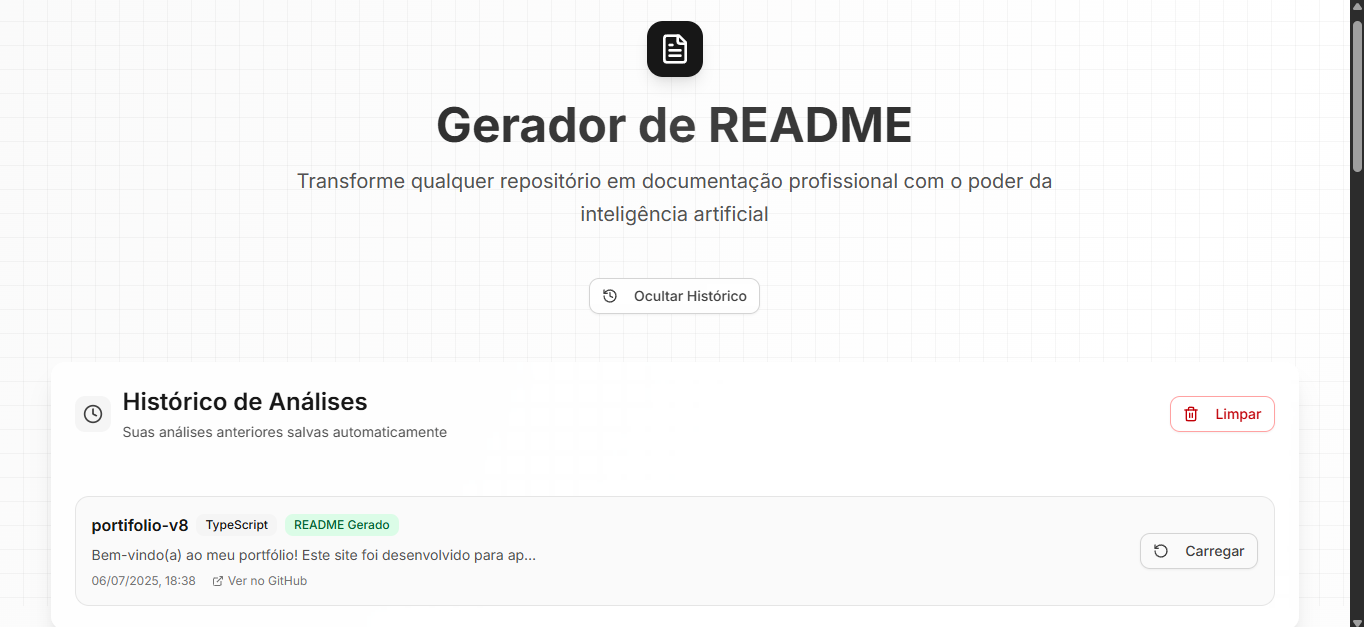 Gerador de README
Transforme qualquer repositório em documentação profissional com o poder da
inteligência artificial
Ocultar Histórico
Histórico de Análises
Suas análises anteriores salvas automaticamente
Limpar
portifolio-v8 TypeScript README Gerado
Bem-vindo(a) ao meu portfólio! Este site foi desenvolvido para ap...
06/07/2025, 18:38 Ver no GitHub
Carregar